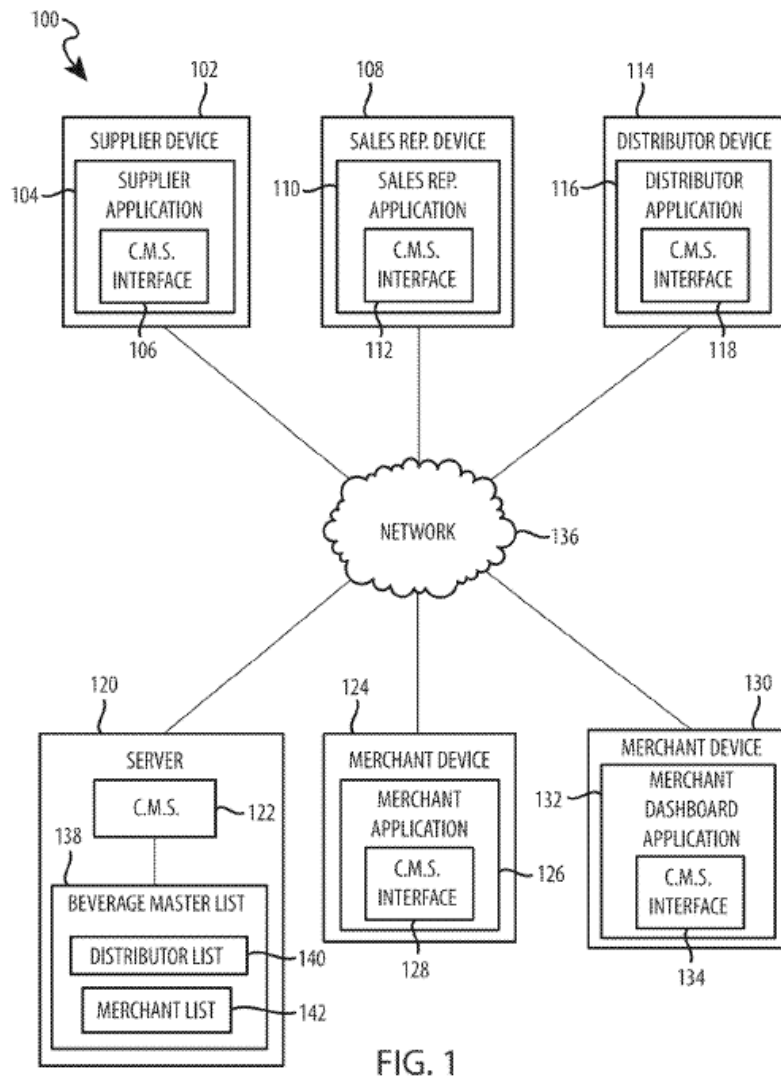 100
102
108
114
SUPPLIER DEVICE
SALES REP. DEVICE
DISTRIBUTOR DEVICE
104
SUPPLIER
APPLICATION
C.M.S.
INTERFACE
110
SALES REP.
APPLICATION
C.M.S.
INTERFACE
116
DISTRIBUTOR
APPLICATION
C.M.S.
INTERFACE
106
112
118
NETWORK
136
120
124
130
SERVER
C.M.S.
122
138
BEVERAGE MASTER LIST
DISTRIBUTOR LIST
140
MERCHANT LIST
142
MERCHANT DEVICE
MERCHANT
APPLICATION
C.M.S.
INTERFACE
126
128
MERCHANT DEVICE
132
MERCHANT
DASHBOARD
APPLICATION
C.M.S.
INTERFACE
134
FIG. 1